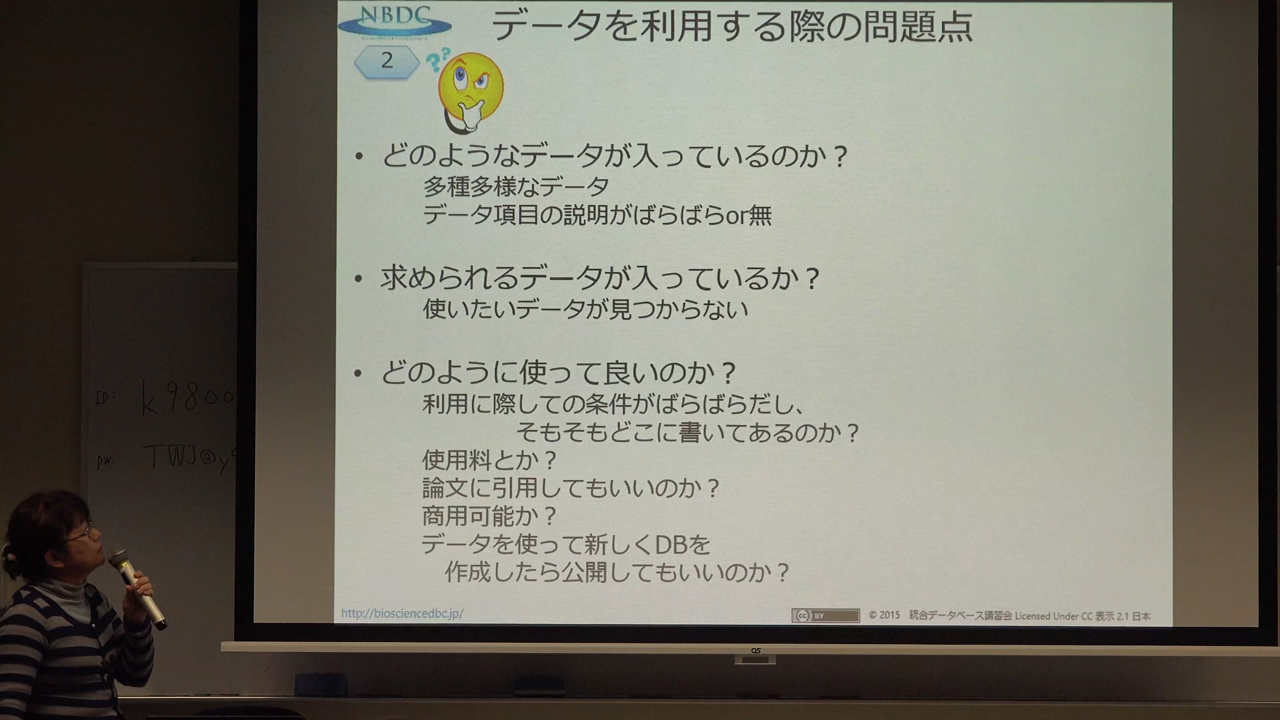 NBDC
データを利用する際の問題点
2
??
• どのようなデータが入っているのか？
多種多様なデータ
データ項目の説明がばらばらor無
• 求められるデータが入っているか？
使いたいデータが見つからない
• どのように使って良いのか？
利用に際しての条件がばらばらだし、
そもそもどこに書いてあるのか？
使用料とか？
論文に引用してもいいのか？
商用可能か？
データを使って新しくDBを
作成したら公開してもいいのか？
http://biosciencedbc.jp/
cc BY
© 2015 統合データベース講習会 Licensed Under CC 表示 2.1 日本
ID: k9800
pw: TWJ@y
OS